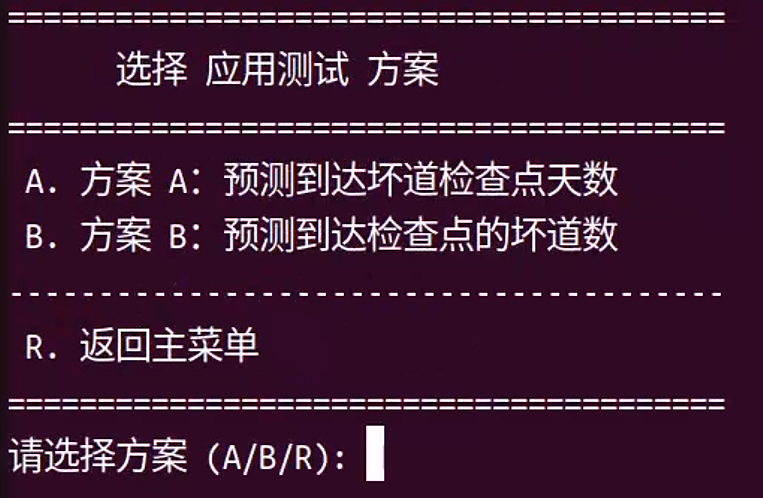 ========================================
选择 应用测试 方案
========================================
A. 方案 A: 预测到达坏道检查点天数
B. 方案 B: 预测到达检查点的坏道数
----------------------------------------
R. 返回主菜单
========================================
请选择方案 (A/B/R):